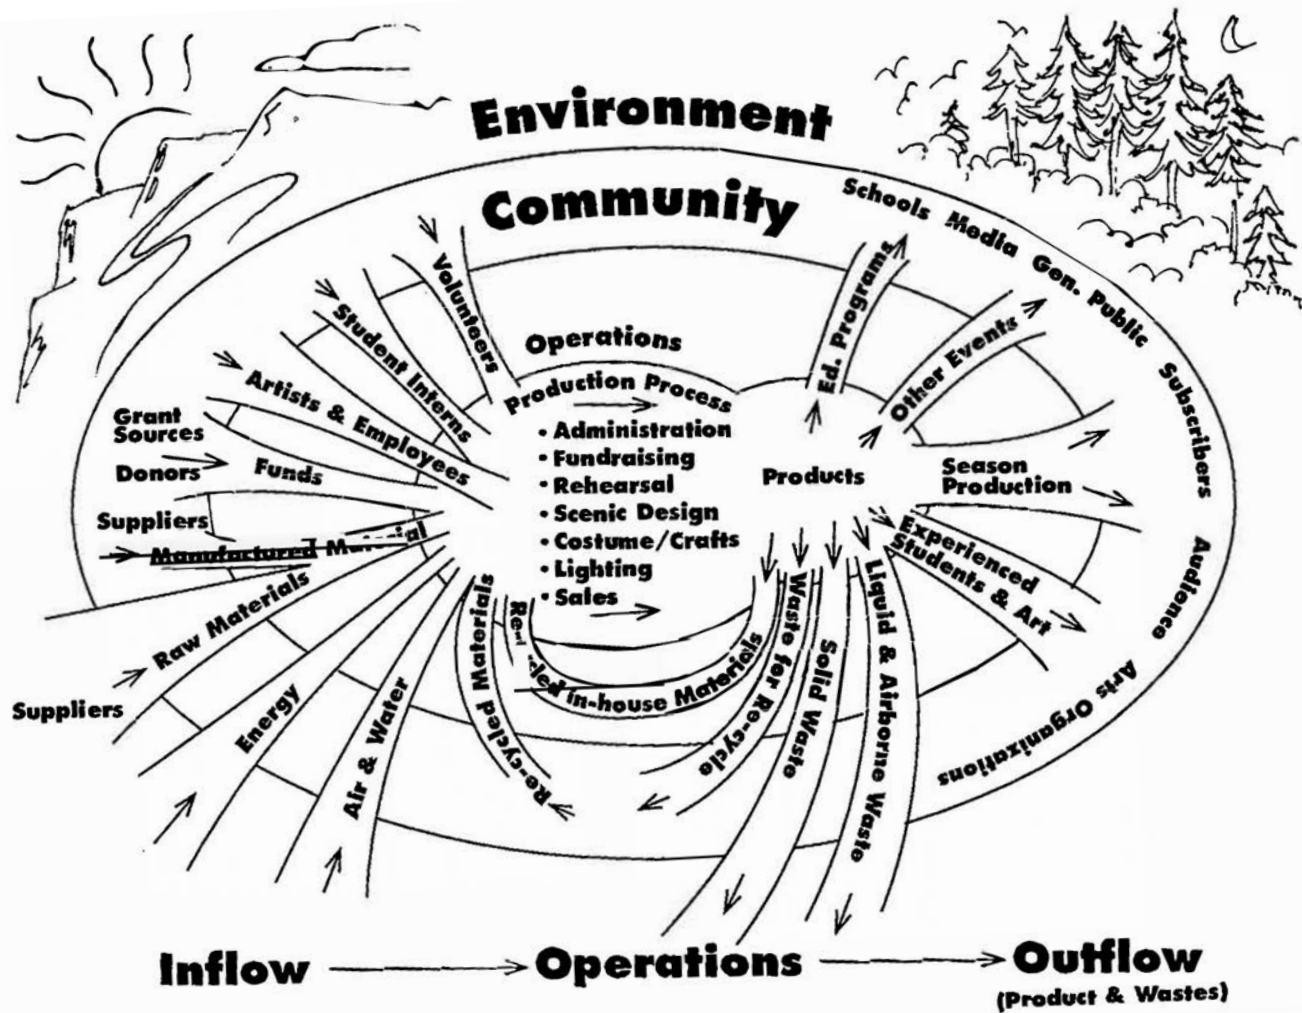 Environment
Community
Schools Media Gen. Public Subscribers Audience Arts Organizations
Volunteers
Student Interns
Artists & Employees
Grant
Sources
Donors
Funds
Suppliers
Manufactured Material
Raw Materials
Suppliers
Energy
Air & Water
Operations
Production Process
• Administration
• Fundraising
• Rehearsal
• Scenic Design
• Costume/Crafts
• Lighting
• Sales
Products
Ed. Programs
Other Events
Season
Production
Experienced
Students & Art
Re-cycled Materials
in-house Materials
Waste for Re-cycle
Solid Waste
Liquid & Airborne Waste
Inflow
Operations
Outflow
(Product & Wastes)